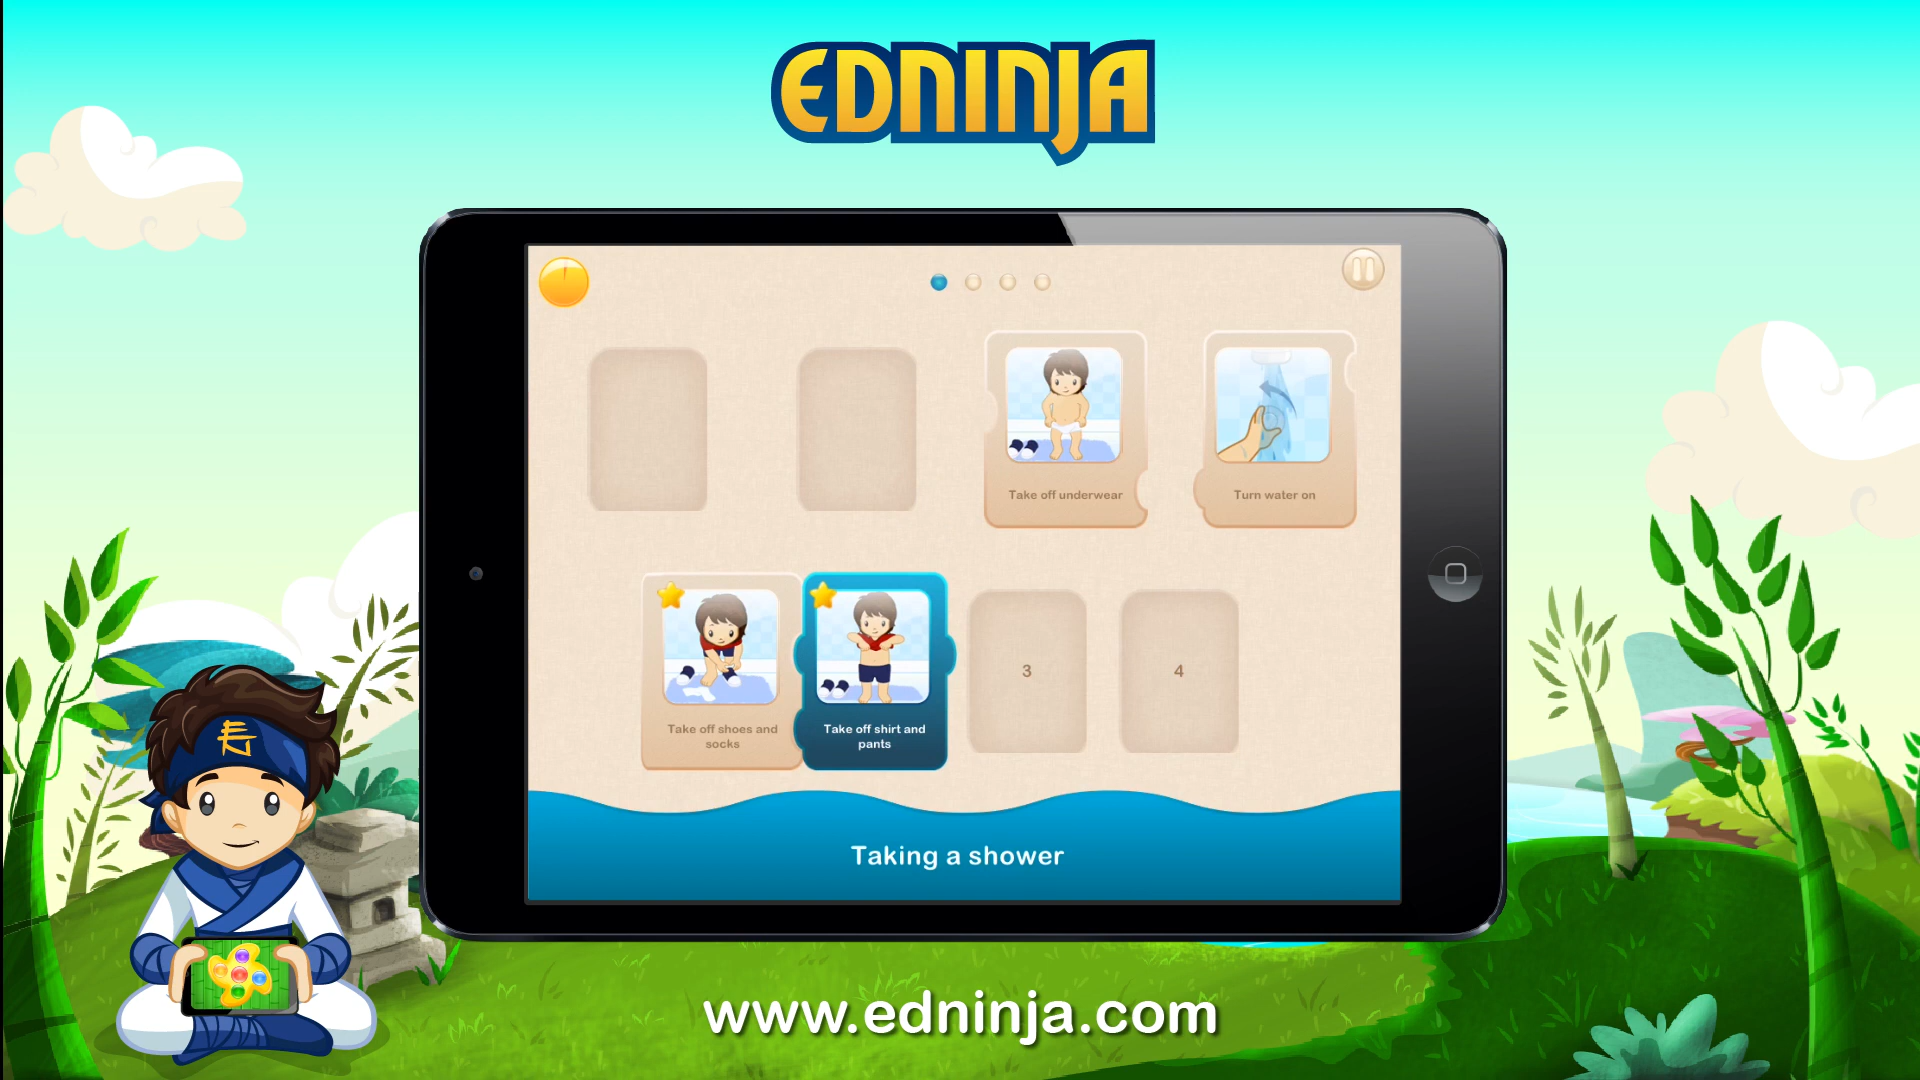 EDNINJA
Take off underwear
Turn water on
Take off shoes and
socks
Take off shirt and
pants
3
4
Taking a shower
www.edninja.com